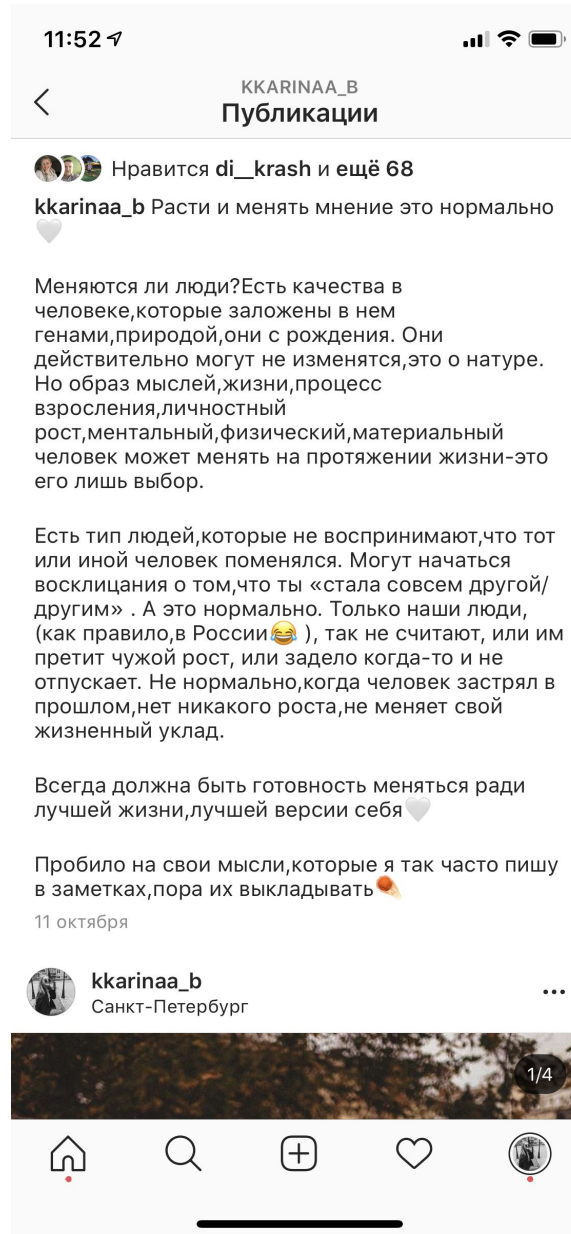 11:52
KKARINAA_B
Публикации
Нравится di__krash и ещё 68
kkarinaa_b Расти и менять мнение это нормально
🤍
Меняются ли люди?Есть качества в
человеке,которые заложены в нем
генами,природой,они с рождения. Они
действительно могут не изменятся,это о натуре.
Но образ мыслей,жизни,процесс
взросления,личностный
рост,ментальный,физический,материальный
человек может менять на протяжении жизни-это
его лишь выбор.
Есть тип людей,которые не воспринимают,что тот
или иной человек поменялся. Могут начаться
восклицания о том,что ты «стала совсем другой/
другим» . А это нормально. Только наши люди,
(как правило,в России😂 ), так не считают, или им
претит чужой рост, или задело когда-то и не
отпускает. Не нормально,когда человек застрял в
прошлом,нет никакого роста,не меняет свой
жизненный уклад.
Всегда должна быть готовность меняться ради
лучшей жизни,лучшей версии себя🤍
Пробило на свои мысли,которые я так часто пишу
в заметках,пора их выкладывать☄️
11 октября
kkarinaa_b
Санкт-Петербург
1/4